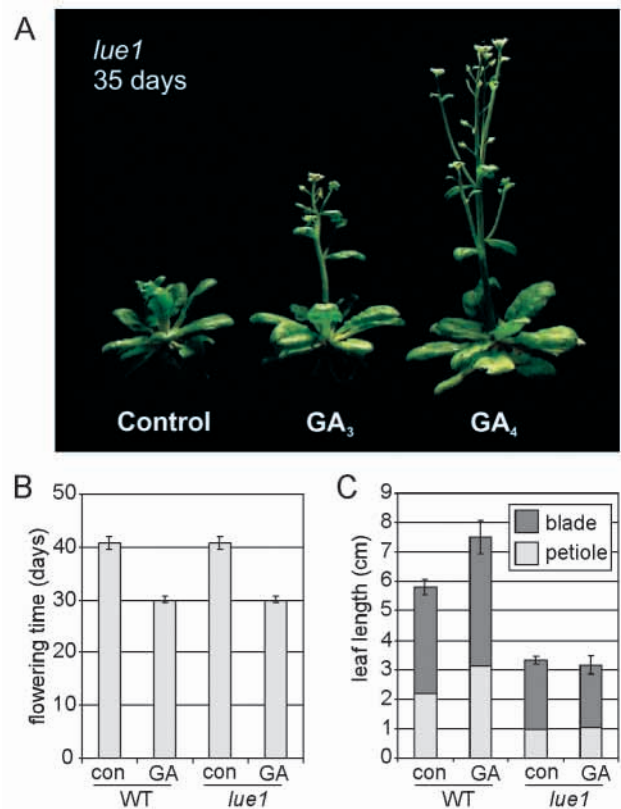 A
lue1
35 days
Control GA₃ GA₄
B
flowering time (days)
50
40
30
20
10
0
con GA con GA
WT lue1
C
leaf length (cm)
9
8
7
6
5
4
3
2
1
0
blade
petiole
con GA con GA
WT lue1